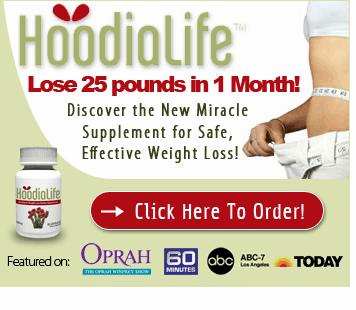 HoodiaLife™
Lose 25 pounds in 1 Month!
Discover the New Miracle
Supplement for Safe,
Effective Weight Loss!
HoodiaLife
Click Here To Order!
Featured on:
OPRAH
THE OPRAH WINFREY SHOW
60
MINUTES
abc
ABC-7
Los Angeles
TODAY